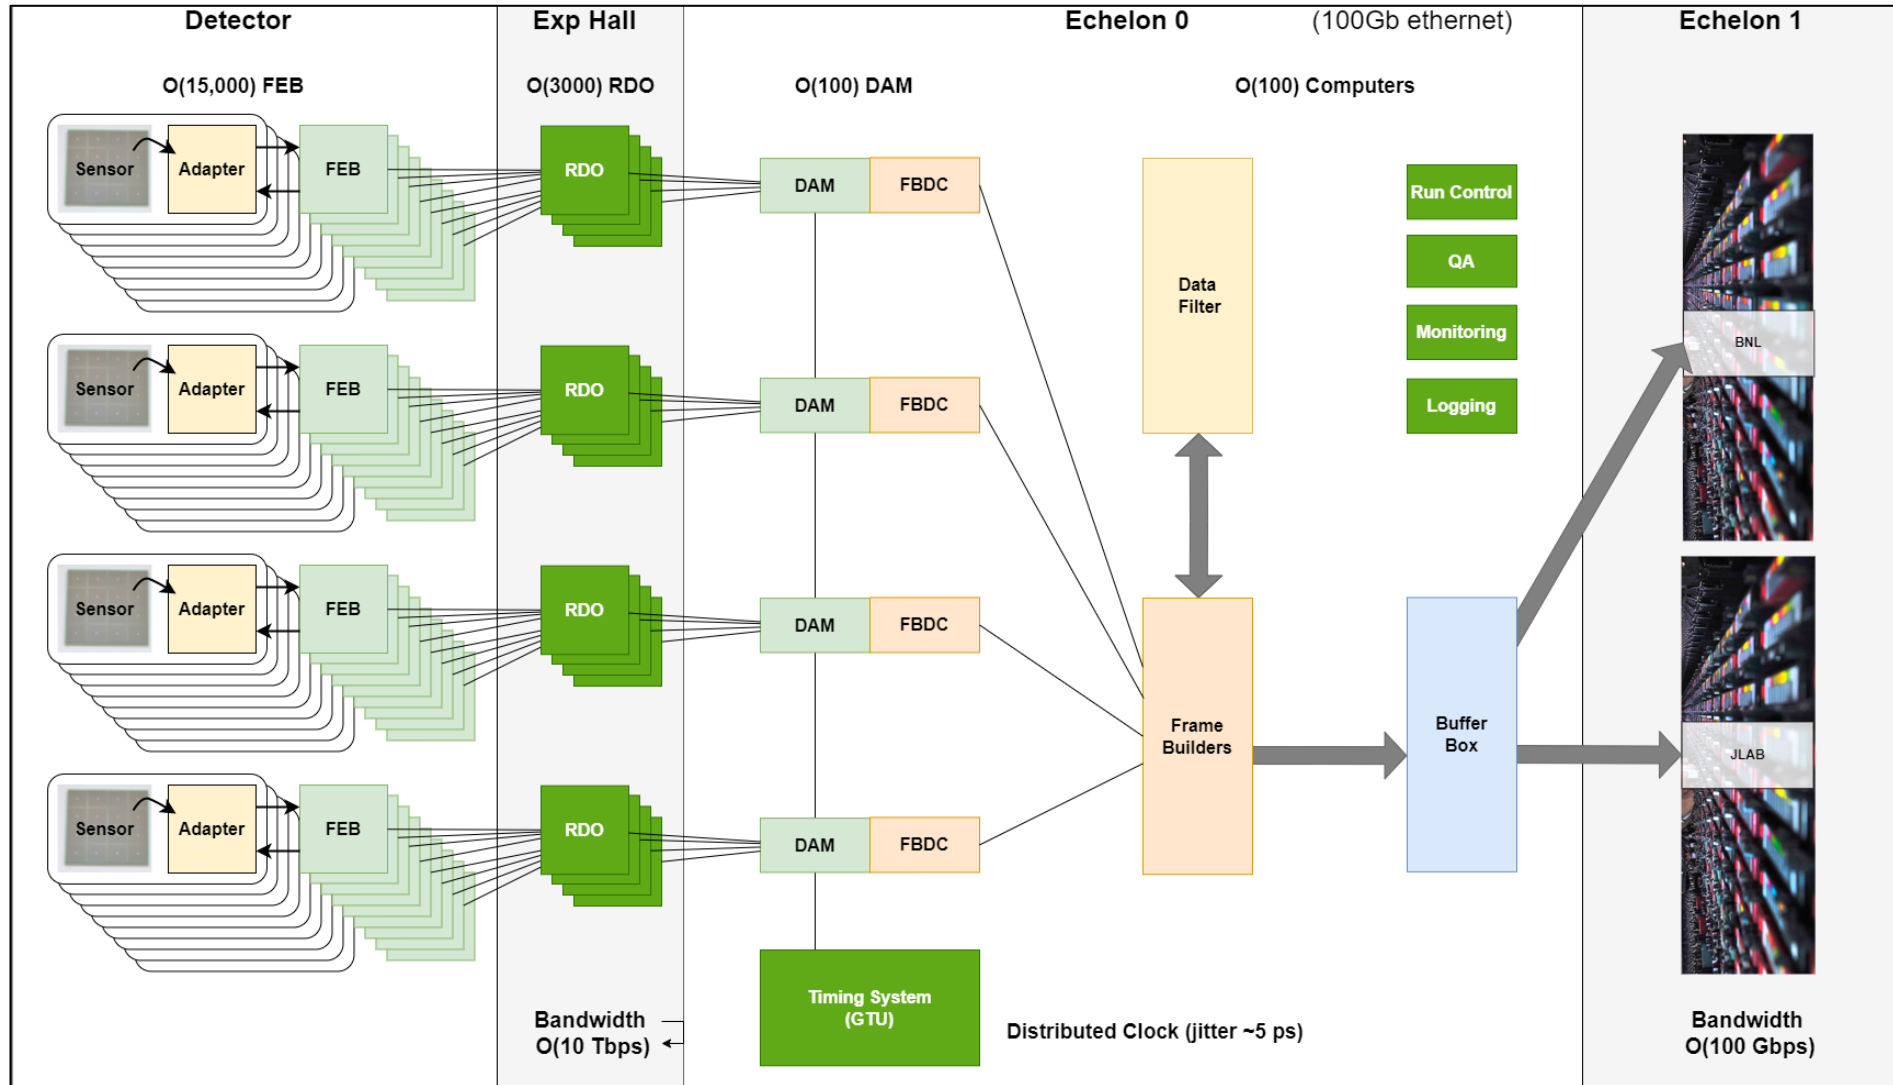 Detector
Exp Hall
Echelon 0
(100Gb ethernet)
Echelon 1
O(15,000) FEB
O(3000) RDO
O(100) DAM
O(100) Computers
Sensor
Adapter
FEB
RDO
DAM
FBDC
Sensor
Adapter
FEB
RDO
DAM
FBDC
Sensor
Adapter
FEB
RDO
DAM
FBDC
Sensor
Adapter
FEB
RDO
DAM
FBDC
Data
Filter
Run Control
QA
Monitoring
Logging
Frame
Builders
Buffer
Box
BNL
JLAB
Timing System
(GTU)
Bandwidth
O(10 Tbps)
Distributed Clock (jitter ~5 ps)
Bandwidth
O(100 Gbps)